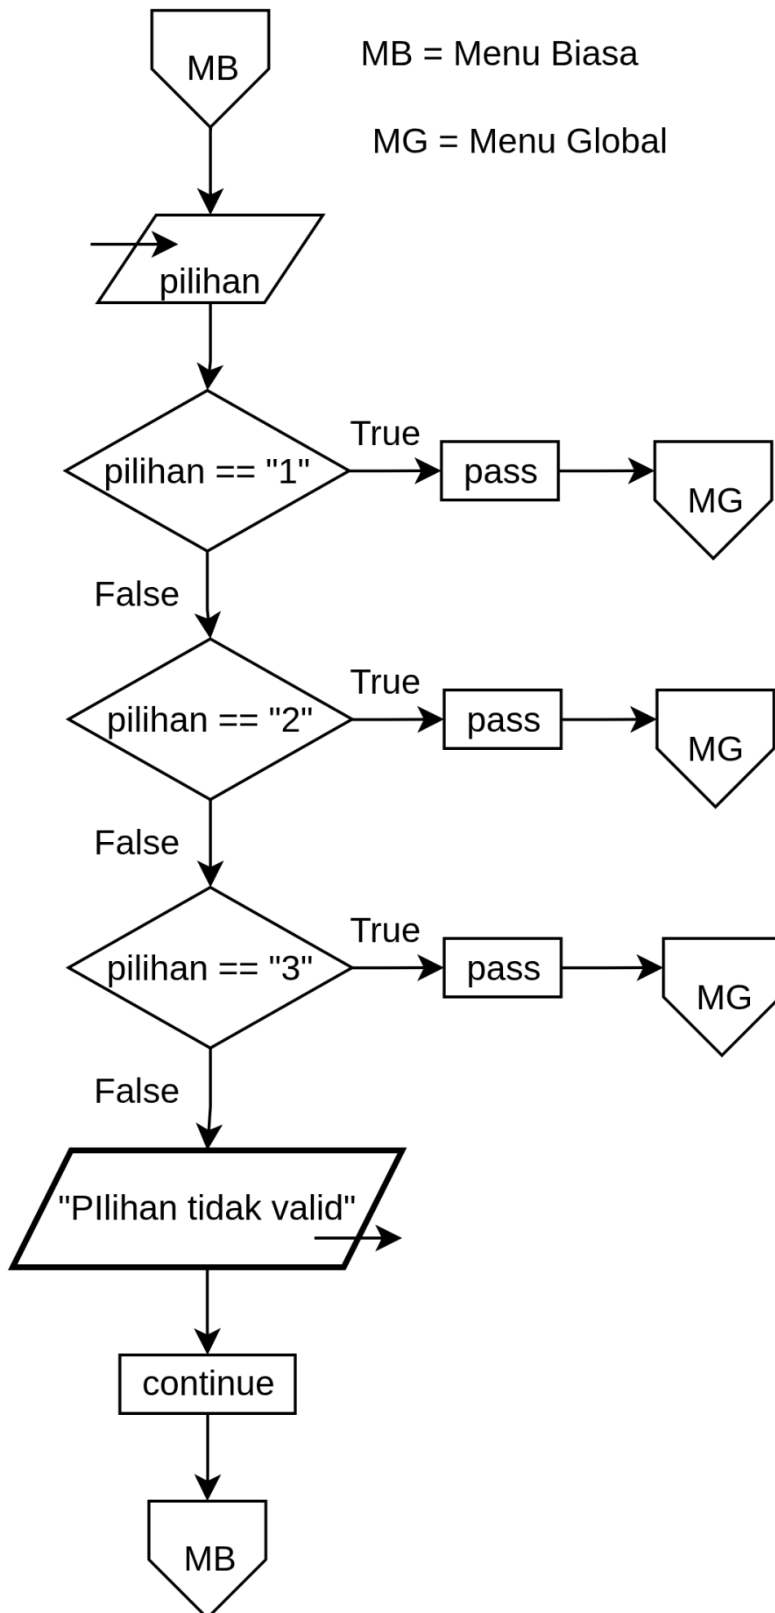 MB
MB = Menu Biasa
MG = Menu Global
pilihan
pilihan == "1"
True
pass
MG
False
pilihan == "2"
True
pass
MG
False
pilihan == "3"
True
pass
MG
False
"PIlihan tidak valid"
continue
MB